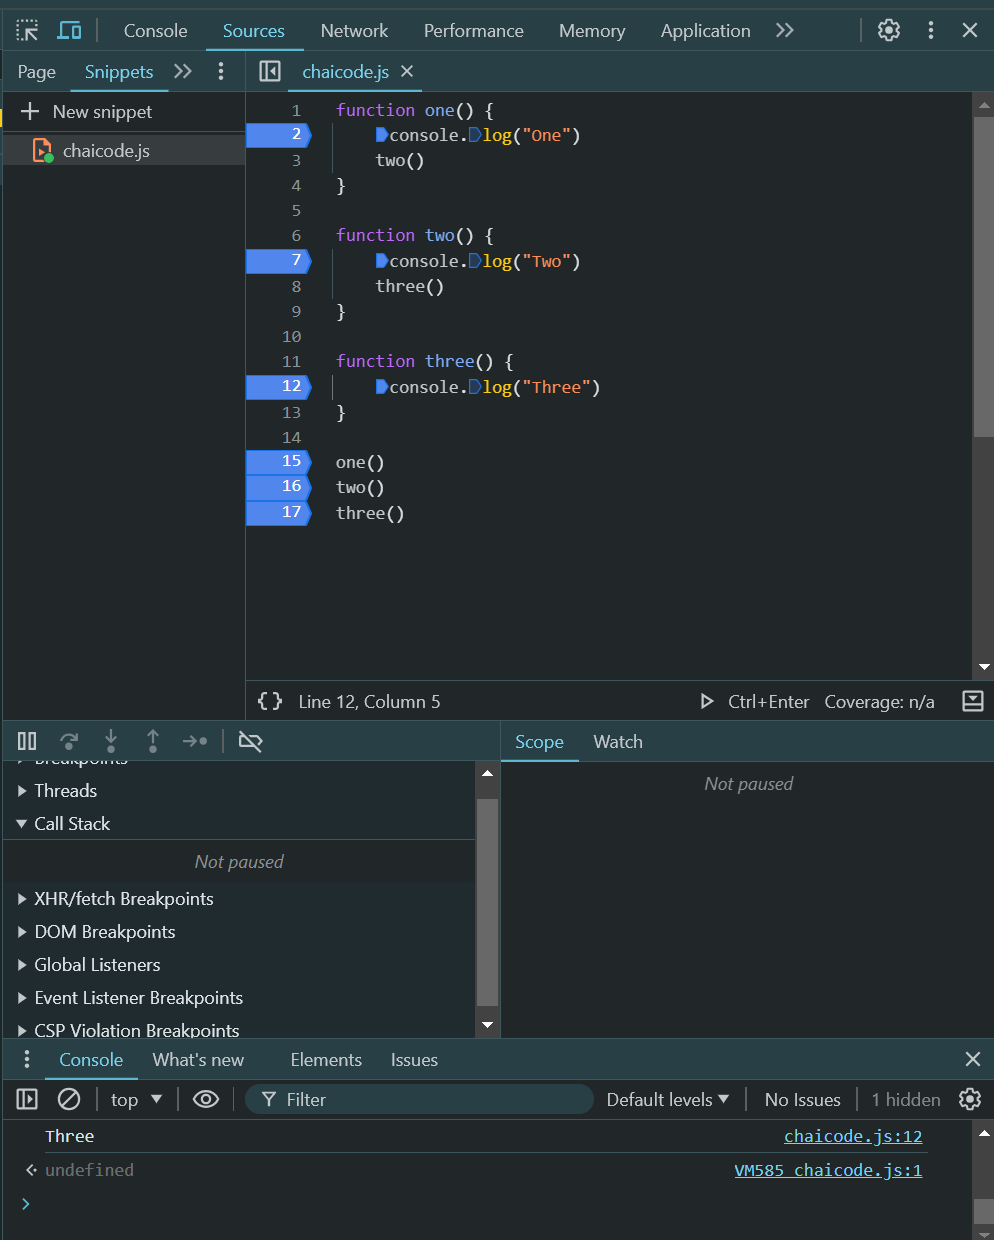 Console Sources Network Performance Memory Application
Page Snippets chaicode.js
New snippet
chaicode.js
1 function one() {
2 console.log("One")
3 two()
4 }
5
6 function two() {
7 console.log("Two")
8 three()
9 }
10
11 function three() {
12 console.log("Three")
13 }
14
15 one()
16 two()
17 three()
{} Line 12, Column 5 Ctrl+Enter Coverage: n/a
Scope Watch
Breakpoints
Not paused
Threads
Call Stack
Not paused
XHR/fetch Breakpoints
DOM Breakpoints
Global Listeners
Event Listener Breakpoints
CSP Violation Breakpoints
Console What's new Elements Issues
top Filter Default levels No Issues 1 hidden
Three chaicode.js:12
undefined VM585 chaicode.js:1